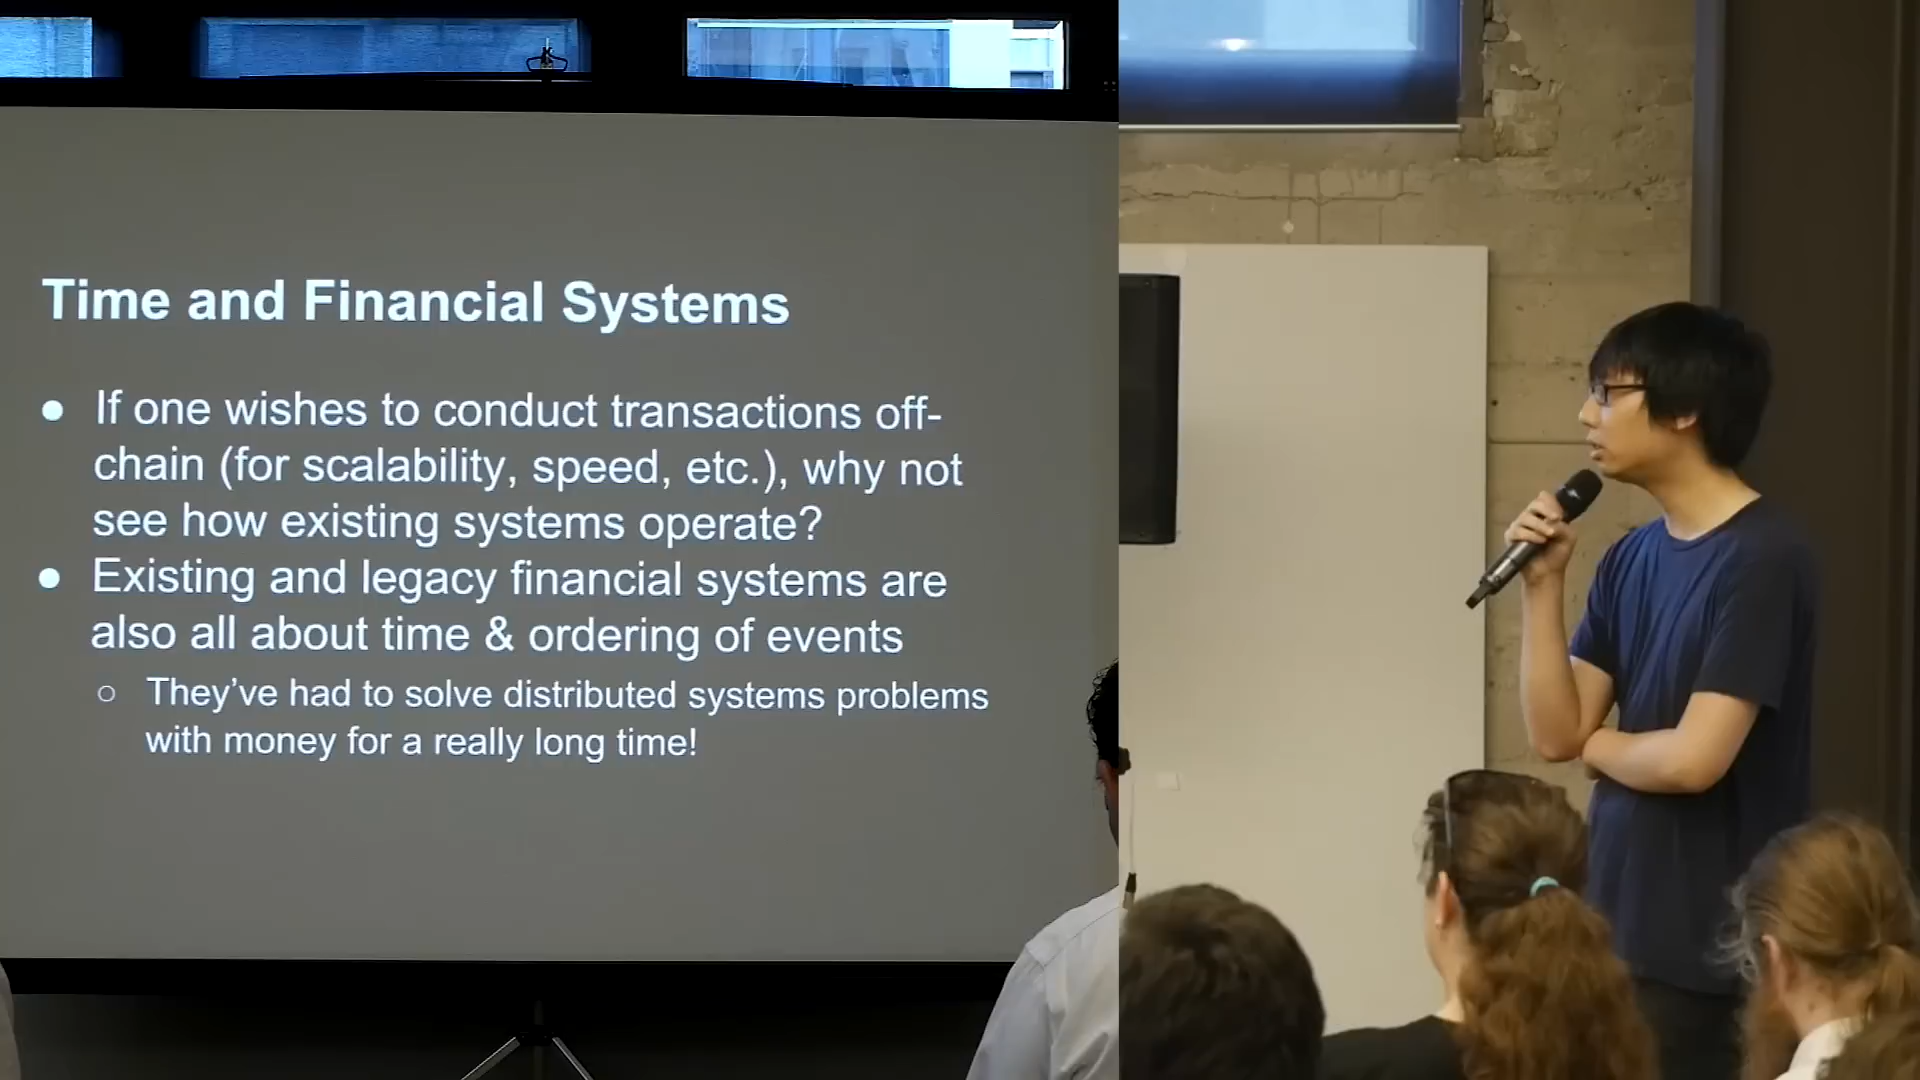 Time and Financial Systems
● If one wishes to conduct transactions off-
chain (for scalability, speed, etc.), why not
see how existing systems operate?
● Existing and legacy financial systems are
also all about time & ordering of events
○ They’ve had to solve distributed systems problems
with money for a really long time!